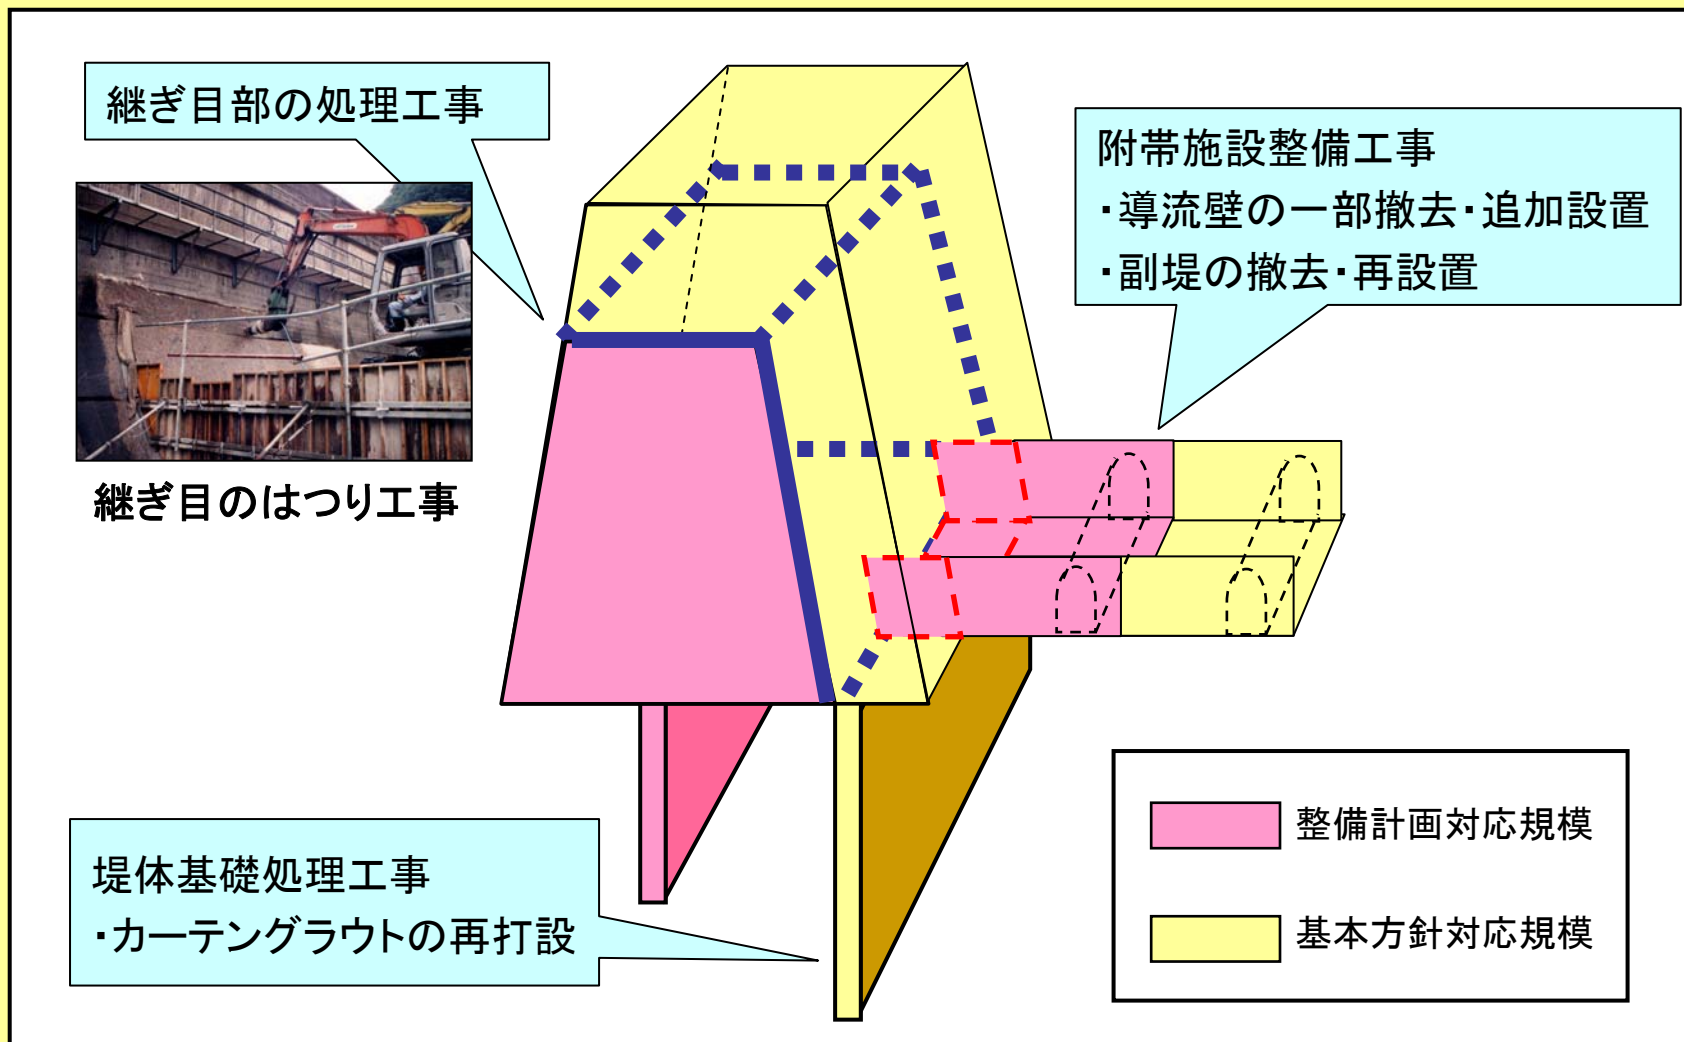 継ぎ目部の処理工事
附帯施設整備工事
・導流壁の一部撤去・追加設置
・副堤の撤去・再設置
継ぎ目のはつり工事
堤体基礎処理工事
・カーテングラウトの再打設
整備計画対応規模
基本方針対応規模